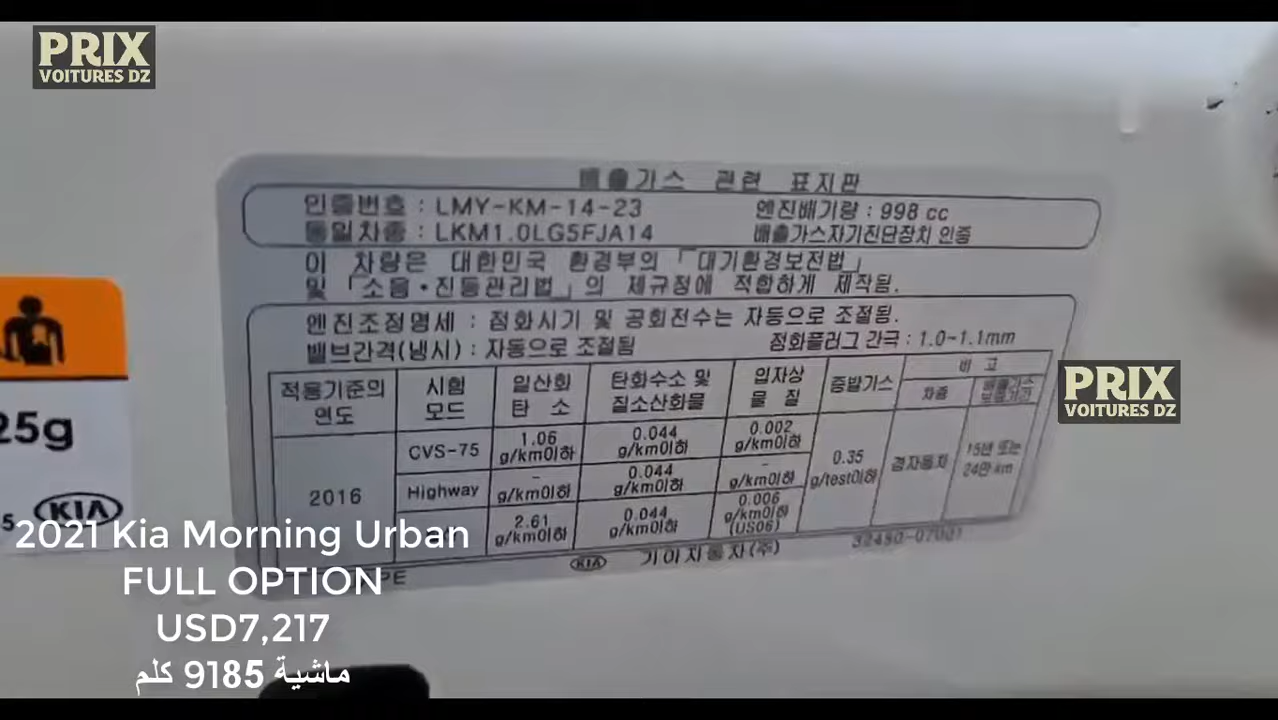 PRIX
VOITURES DZ
배출가스 관련 표지판
인증번호 : LMY-KM-14-23
엔진배기량 : 998 cc
동일차종 : LKM1.0LG5FJA14
배출가스자기진단장치 인증
이 차량은 대한민국 환경부의 「대기환경보전법」
및 「소음·진동관리법」의 제규정에 적합하게 제작됨.
엔진조정명세 : 점화시기 및 공회전수는 자동으로 조절됨.
밸브간격(냉시) : 자동으로 조절됨
점화플러그 간극 : 1.0~1.1mm
적용기준의 연도
시험 모드
일산화 탄소
탄화수소 및 질소산화물
입자상 물질
증발가스
비고
차종
배출가스
2016
CVS-75
1.06 g/km이하
0.044 g/km이하
0.002 g/km이하
0.35 g/test이하
경자동차
15년 또는 24만 km
Highway
- g/km이하
0.044 g/km이하
- g/km이하
2.61 g/km이하
0.044 g/km이하
0.006 g/km이하 (US06)
KIA
기아자동차(주)
32450-07001
PRIX
VOITURES DZ
25g
KIA
2021 Kia Morning Urban
FULL OPTION
USD7,217
ماشية 9185 كلم